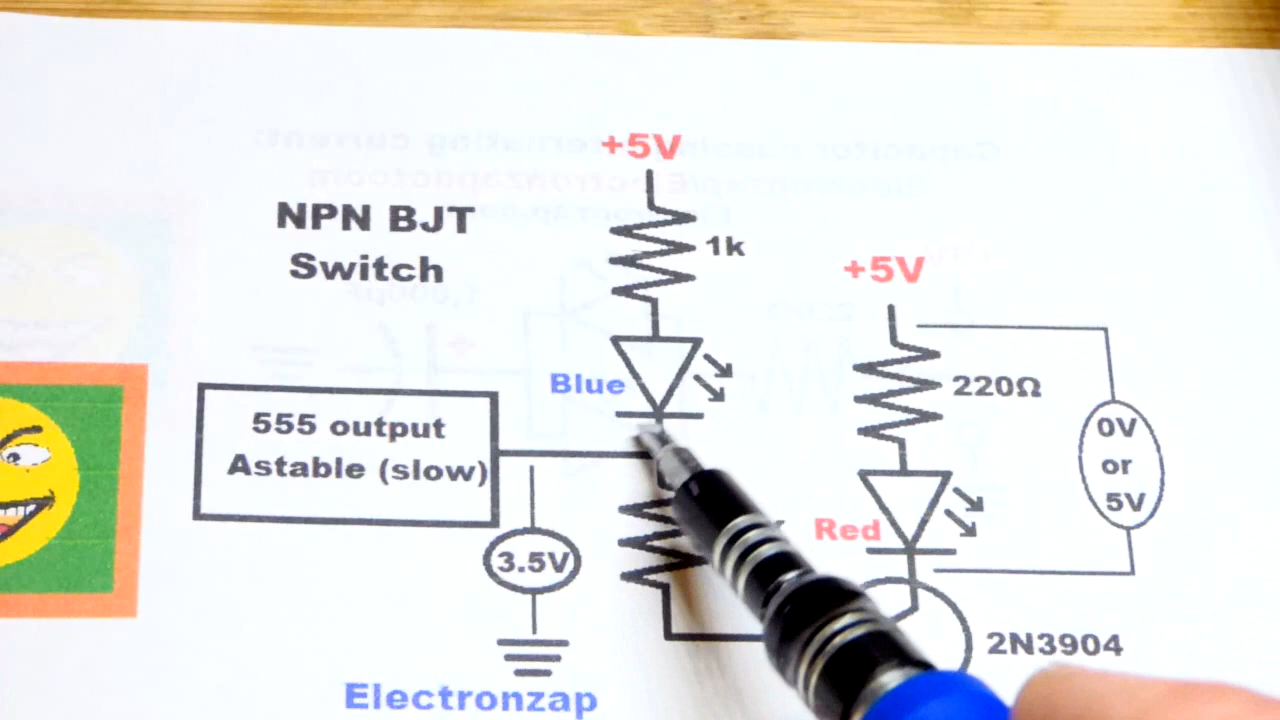 +5V
NPN BJT
Switch
1k
+5V
Blue
220Ω
555 output
Astable (slow)
0V
or
5V
Red
3.5V
2N3904
Electronzap